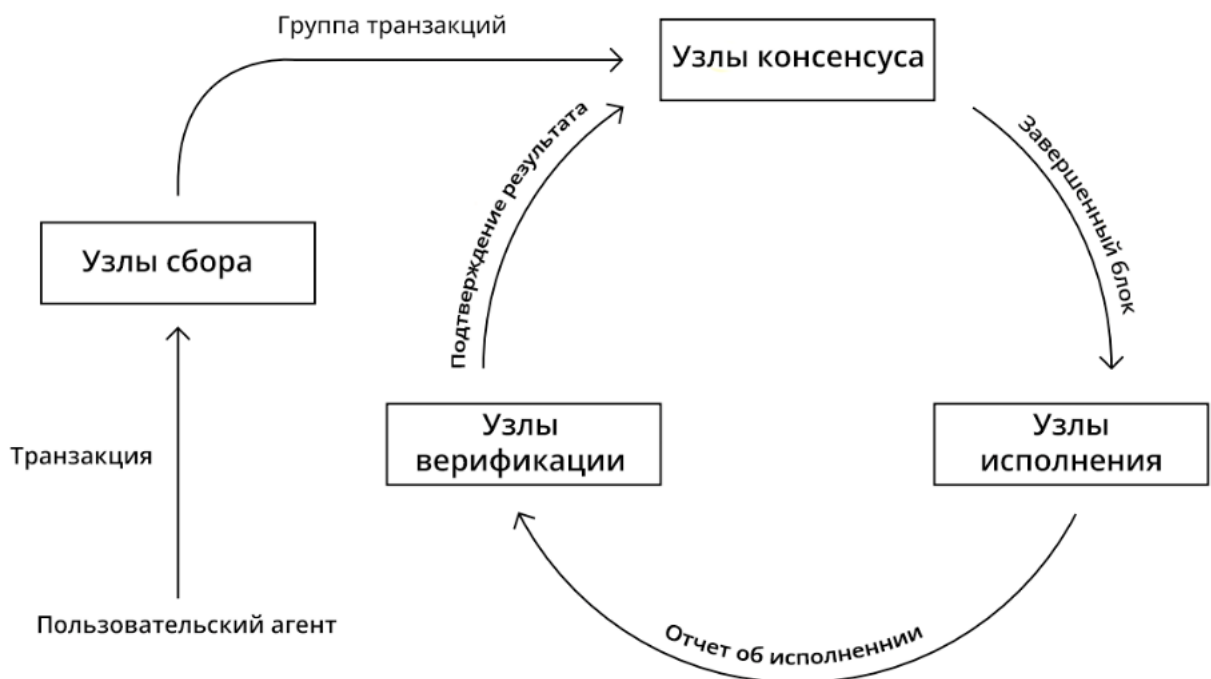 Группа транзакций
Узлы консенсуса
Подтверждение результата
Завершенный блок
Узлы сбора
Узлы
верификации
Узлы
исполнения
Транзакция
Пользовательский агент
Отчет об исполненнии